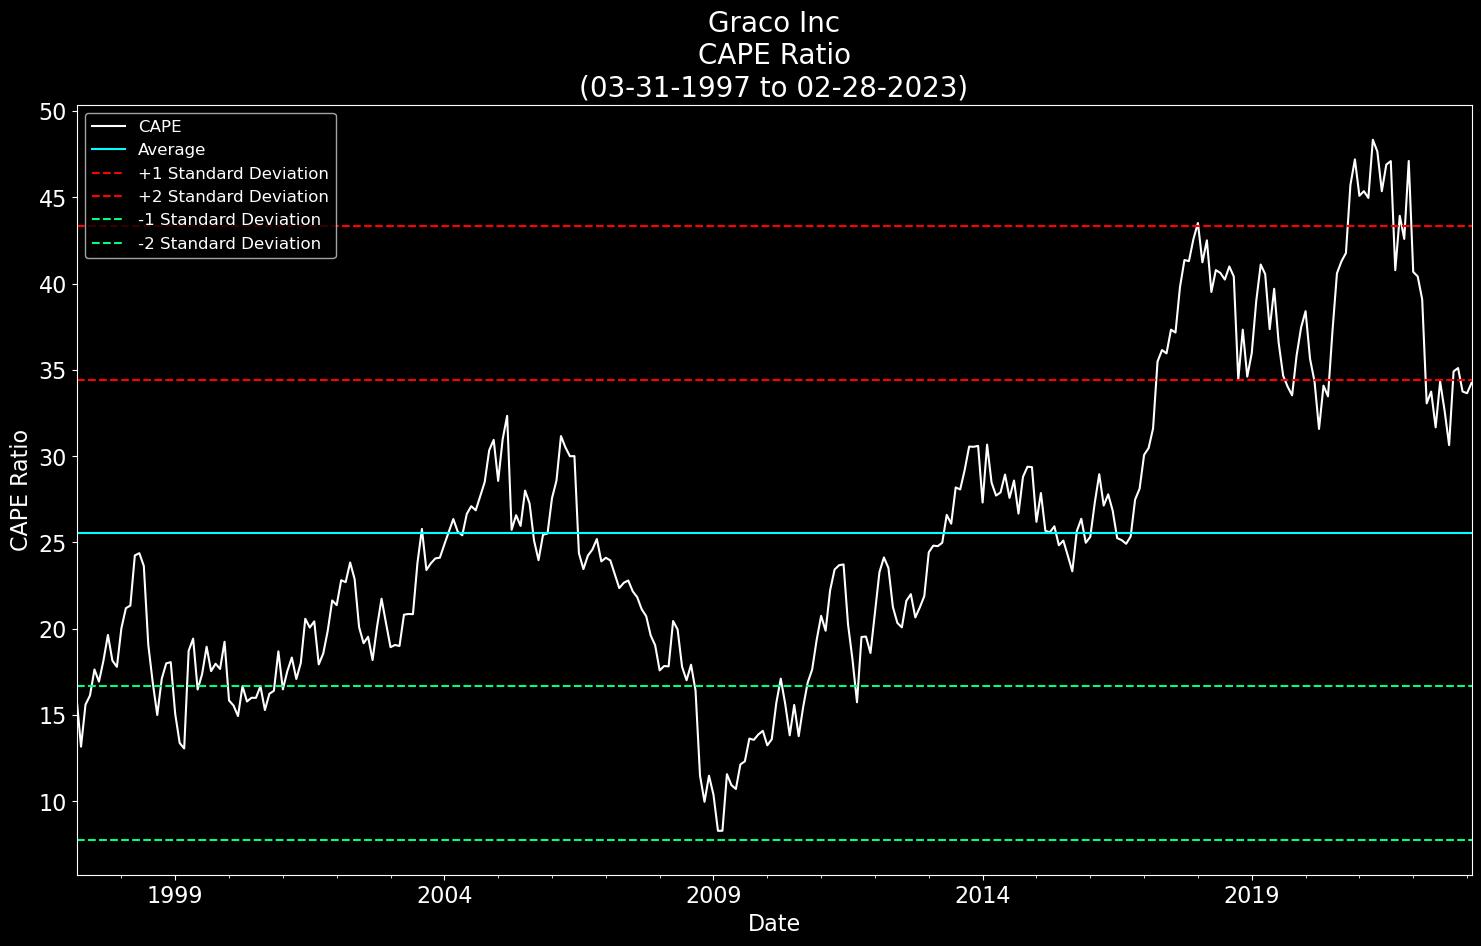 Graco Inc
CAPE Ratio
(03-31-1997 to 02-28-2023)
CAPE
Average
+1 Standard Deviation
+2 Standard Deviation
-1 Standard Deviation
-2 Standard Deviation
50
45
40
35
30
25
20
15
10
CAPE Ratio
1999 2004 2009 2014 2019
Date